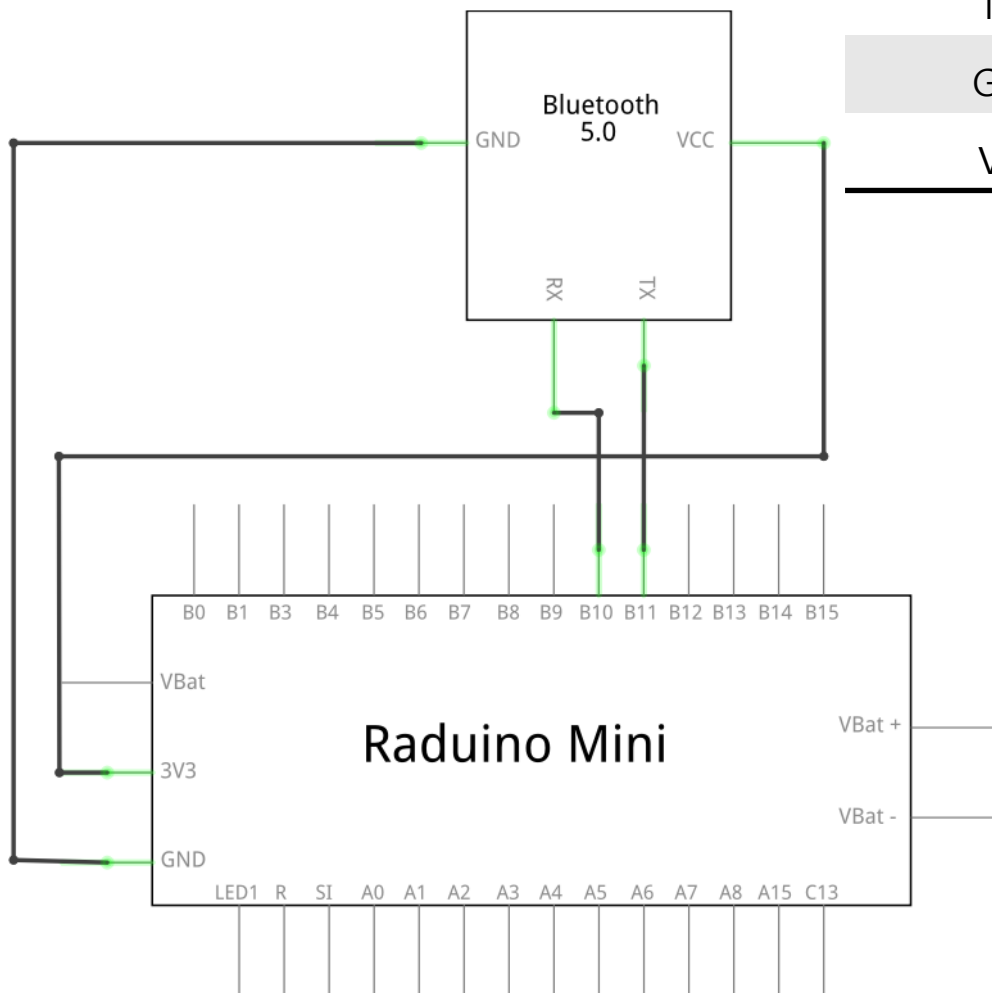 Bluetooth
5.0
GND
VCC
RX
TX
B0 B1 B3 B4 B5 B6 B7 B8 B9 B10 B11 B12 B13 B14 B15
VBat
Raduino Mini
VBat +
3V3
VBat -
GND
LED1 R SI A0 A1 A2 A3 A4 A5 A6 A7 A8 A15 C13